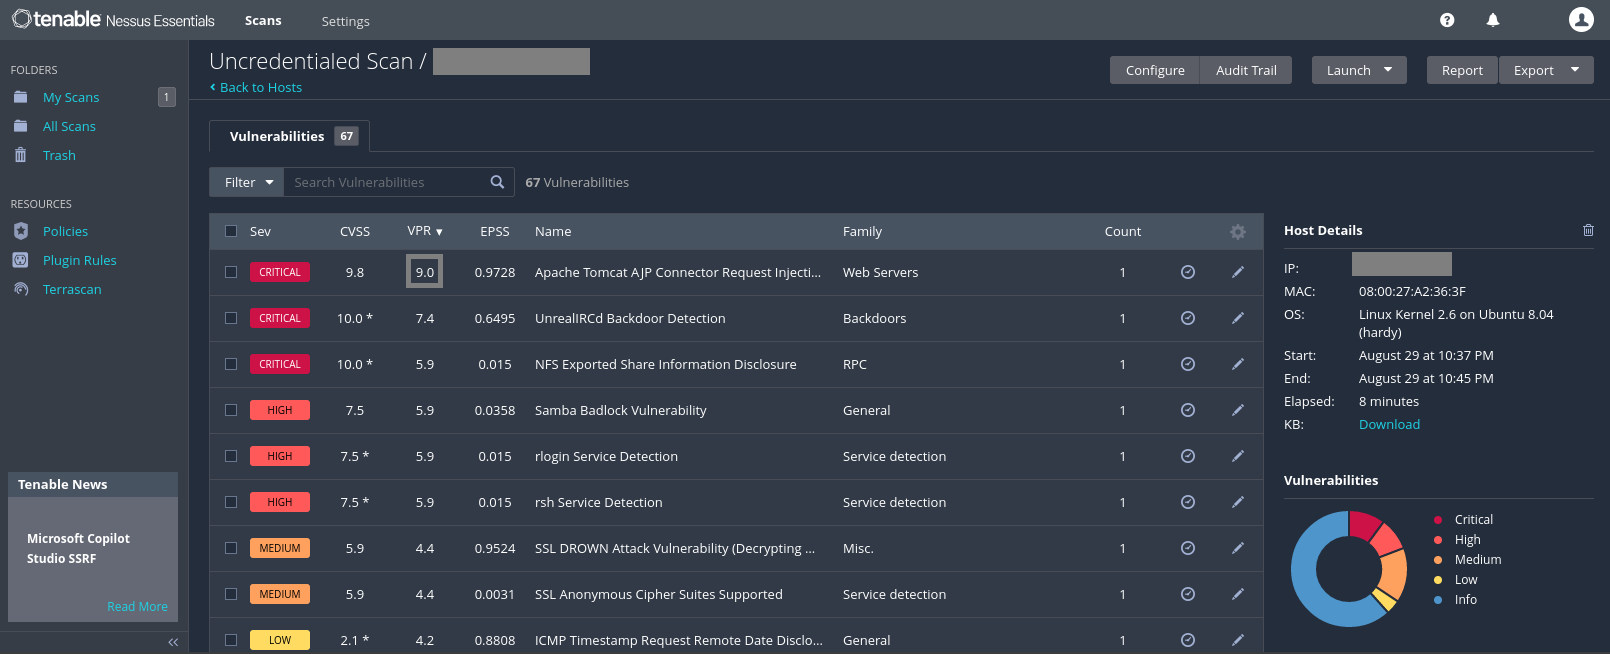 tenable Nessus Essentials Scans Settings
FOLDERS
My Scans 1
All Scans
Trash
RESOURCES
Policies
Plugin Rules
Terrascan
Tenable News
Microsoft Copilot
Studio SSRF
Read More
Uncredentialed Scan /
Back to Hosts
Configure Audit Trail Launch Report Export
Vulnerabilities 67
Filter Search Vulnerabilities 67 Vulnerabilities
Sev CVSS VPR ▼ EPSS Name Family Count
CRITICAL 9.8 9.0 0.9728 Apache Tomcat AJP Connector Request Injecti... Web Servers 1
CRITICAL 10.0 * 7.4 0.6495 UnrealIRCd Backdoor Detection Backdoors 1
CRITICAL 10.0 * 5.9 0.015 NFS Exported Share Information Disclosure RPC 1
HIGH 7.5 5.9 0.0358 Samba Badlock Vulnerability General 1
HIGH 7.5 * 5.9 0.015 rlogin Service Detection Service detection 1
HIGH 7.5 * 5.9 0.015 rsh Service Detection Service detection 1
MEDIUM 5.9 4.4 0.9524 SSL DROWN Attack Vulnerability (Decrypting ... Misc. 1
MEDIUM 5.9 4.4 0.0031 SSL Anonymous Cipher Suites Supported Service detection 1
LOW 2.1 * 4.2 0.8808 ICMP Timestamp Request Remote Date Disclo... General 1
Host Details
IP:
MAC: 08:00:27:A2:36:3F
OS: Linux Kernel 2.6 on Ubuntu 8.04
(hardy)
Start: August 29 at 10:37 PM
End: August 29 at 10:45 PM
Elapsed: 8 minutes
KB: Download
Vulnerabilities
Critical
High
Medium
Low
Info